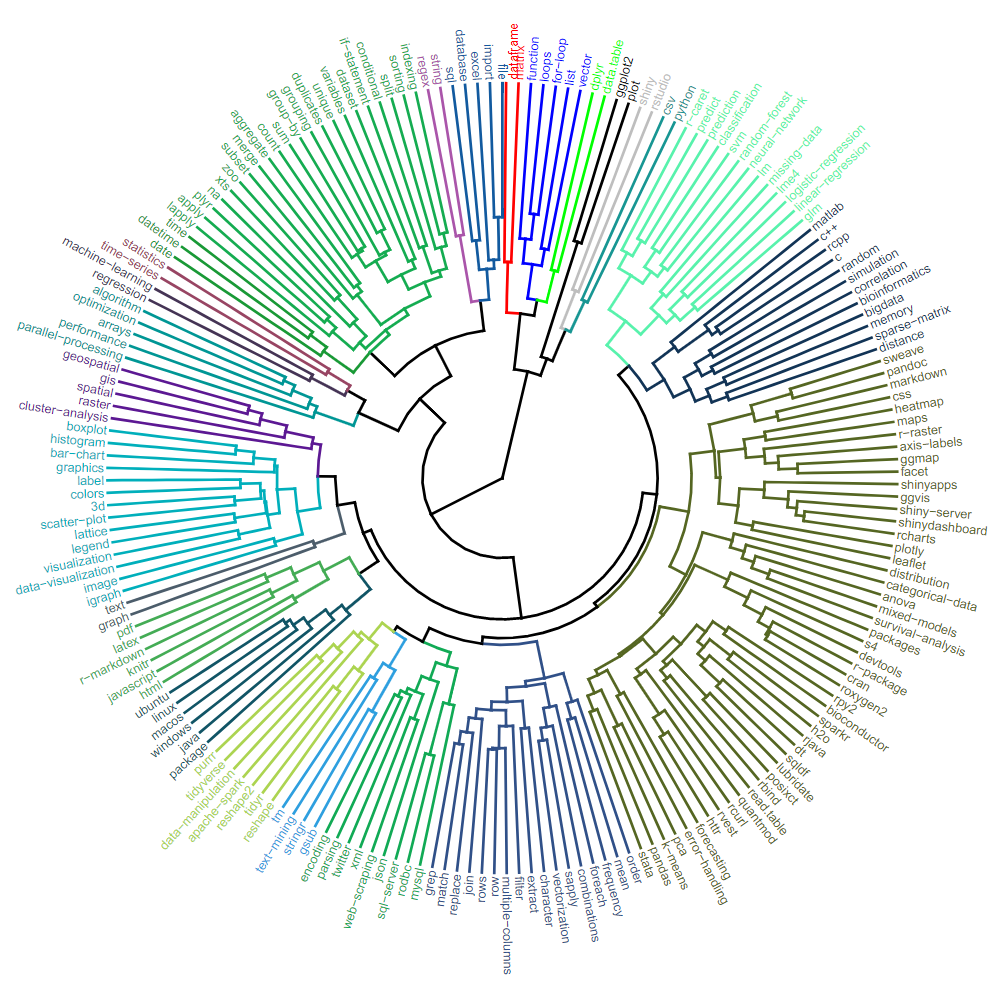 dataframe
matrix
function
loops
for-loop
list
vector
dplyr
data.table
ggplot2
plot
shiny
rstudio
csv
python
r-caret
predict
prediction
classification
svm
random-forest
neural-network
lm
missing-data
lme4
logistic-regression
linear-regression
glm
matlab
c++
rcpp
c
random
simulation
correlation
bioinformatics
bigdata
memory
sparse-matrix
distance
sweave
pandoc
markdown
css
heatmap
maps
r-raster
axis-labels
ggmap
facet
shinyapps
ggvis
shiny-server
shinydashboard
rcharts
plotly
leaflet
distribution
categorical-data
anova
mixed-models
survival-analysis
packages
s4
devtools
r-package
cran
roxygen2
rpy2
bioconductor
sparkr
h2o
rjava
dt
sqldf
lubridate
posixct
rbind
read.table
quantmod
rcurl
rvest
httr
forecasting
error-handling
pca
k-means
pandas
stata
order
mean
frequency
foreach
combinations
sapply
vectorization
character
extract
filter
multiple-columns
row
rows
join
replace
match
grep
mysql
rodbc
sql-server
json
web-scraping
xml
twitter
parsing
encoding
gsub
stringr
text-mining
tm
reshape
tidyr
reshape2
apache-spark
data-manipulation
tidyverse
purrr
package
java
windows
macos
linux
ubuntu
html
javascript
knitr
r-markdown
latex
pdf
graph
text
igraph
image
data-visualization
visualization
legend
lattice
scatter-plot
3d
colors
label
graphics
bar-chart
histogram
boxplot
cluster-analysis
raster
spatial
gis
geospatial
parallel-processing
performance
arrays
optimization
algorithm
regression
machine-learning
time-series
statistics
date
datetime
time
lapply
apply
plyr
na
xts
zoo
subset
merge
aggregate
count
sum
group-by
grouping
duplicates
unique
variables
dataset
if-statement
conditional
split
sorting
indexing
regex
string
sql
database
excel
import
file